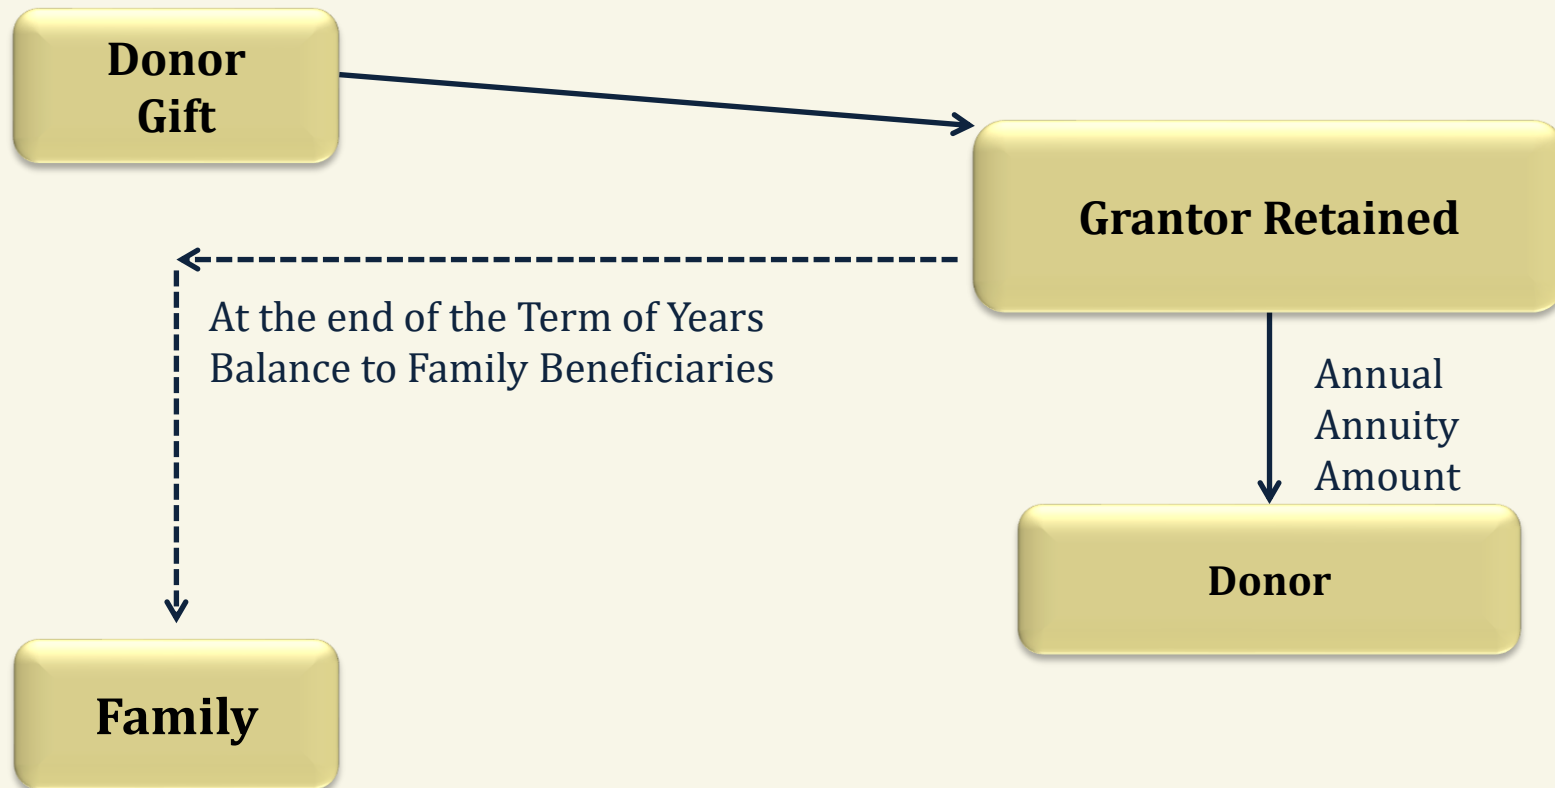 Donor
Gift
Grantor Retained
At the end of the Term of Years
Balance to Family Beneficiaries
Annual
Annuity
Amount
Donor
Family